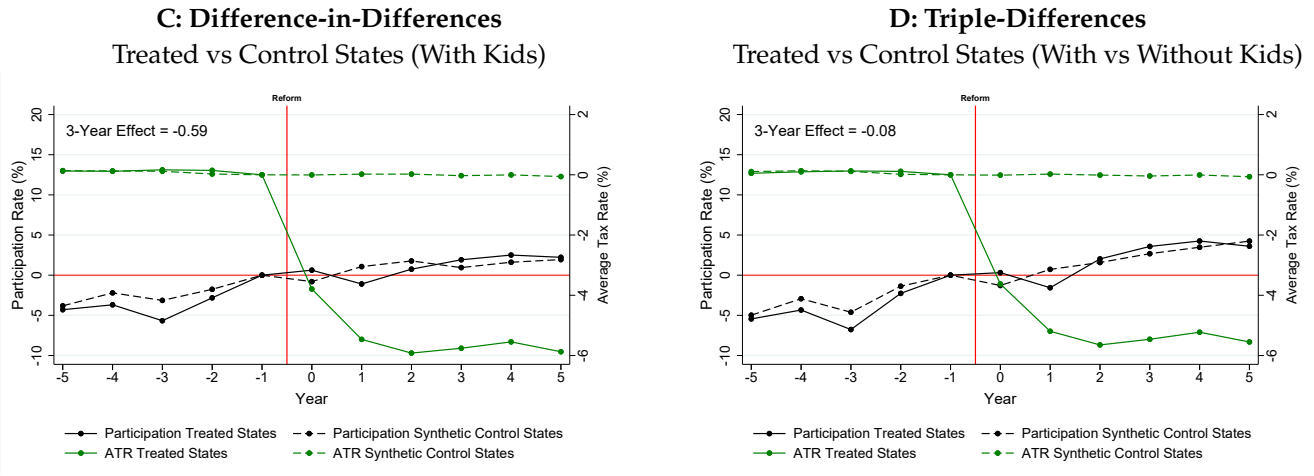 C: Difference-in-Differences
Treated vs Control States (With Kids)
Reform
3-Year Effect = -0.59
Participation Rate (%)
20
15
10
5
0
-5
-10
Average Tax Rate (%)
2
0
-2
-4
-6
-5 -4 -3 -2 -1 0 1 2 3 4 5
Year
Participation Treated States
Participation Synthetic Control States
ATR Treated States
ATR Synthetic Control States
D: Triple-Differences
Treated vs Control States (With vs Without Kids)
Reform
3-Year Effect = -0.08
Participation Rate (%)
20
15
10
5
0
-5
-10
Average Tax Rate (%)
2
0
-2
-4
-6
-5 -4 -3 -2 -1 0 1 2 3 4 5
Year
Participation Treated States
Participation Synthetic Control States
ATR Treated States
ATR Synthetic Control States